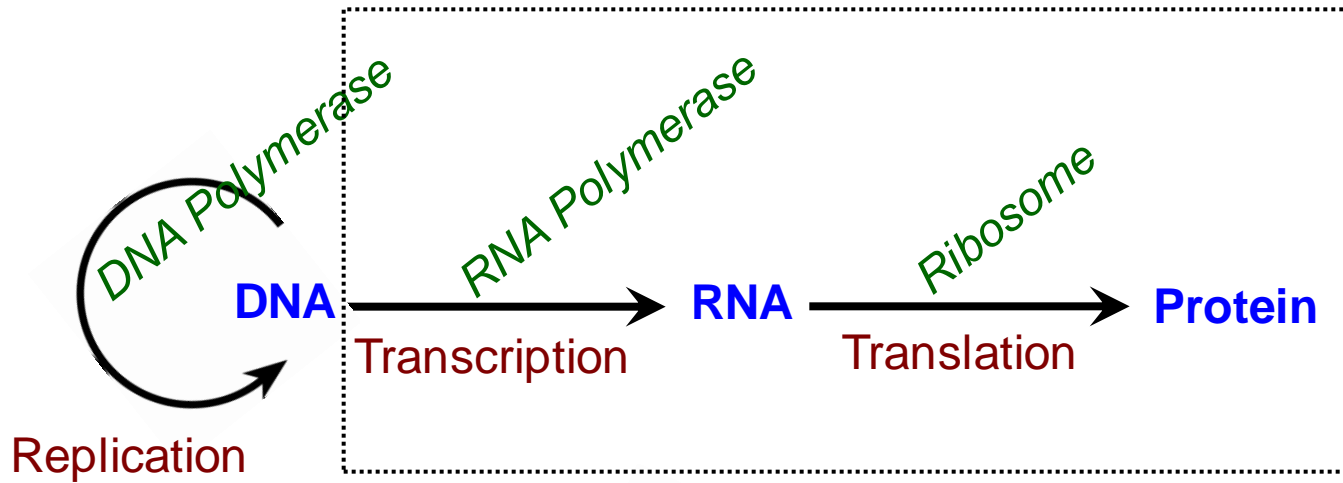 DNA Polymerase
RNA Polymerase
Ribosome
DNA
RNA
Protein
Transcription
Translation
Replication